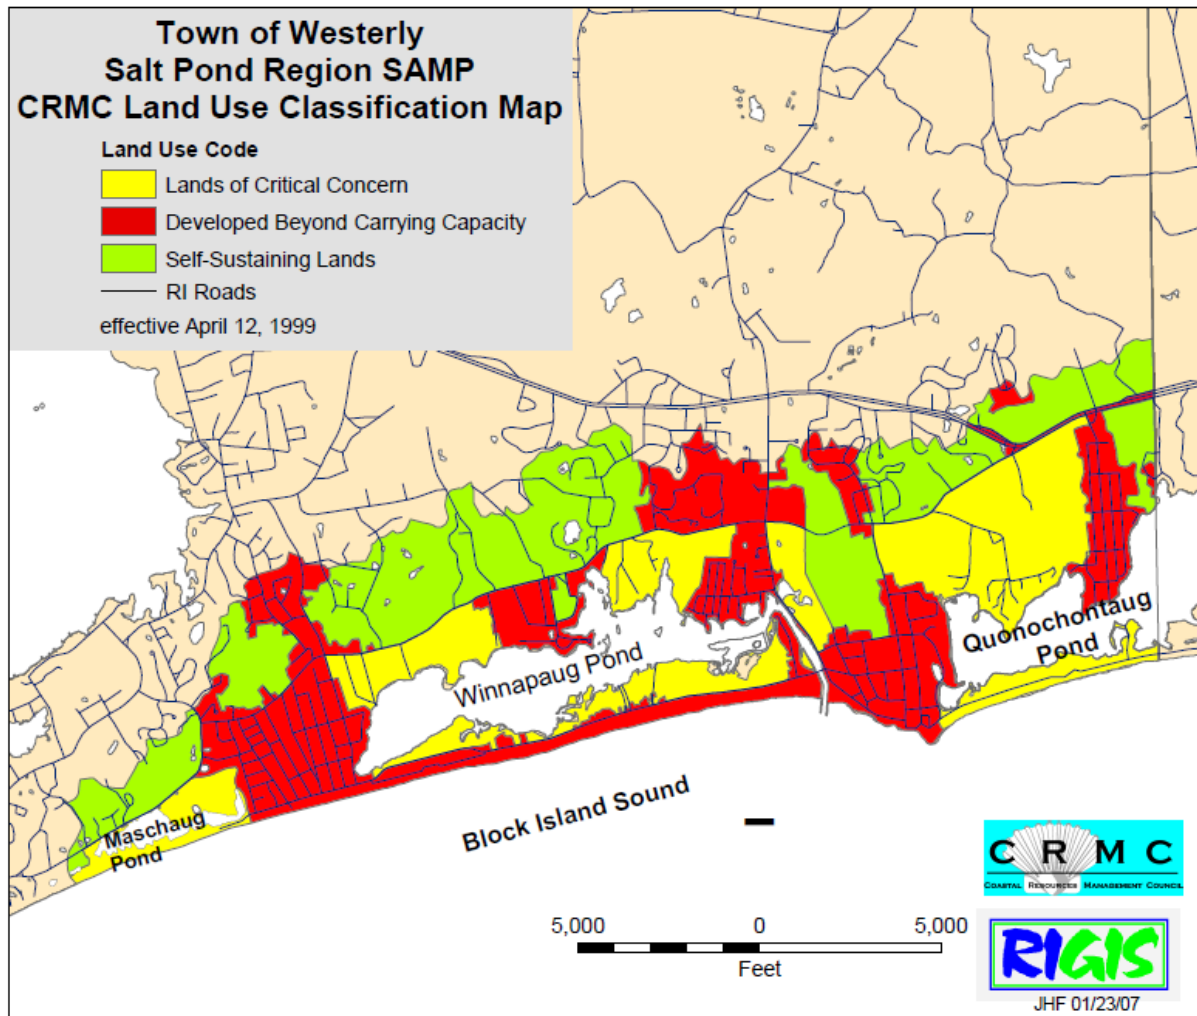 Town of Westerly
Salt Pond Region SAMP
CRMC Land Use Classification Map
Land Use Code
Lands of Critical Concern
Developed Beyond Carrying Capacity
Self-Sustaining Lands
RI Roads
effective April 12, 1999
Quonochontaug
Pond
Winnapaug Pond
Maschaug
Pond
Block Island Sound
C R M C
Coastal Resources Management Council
5,000 0 5,000
Feet
RIGIS
JHF 01/23/07